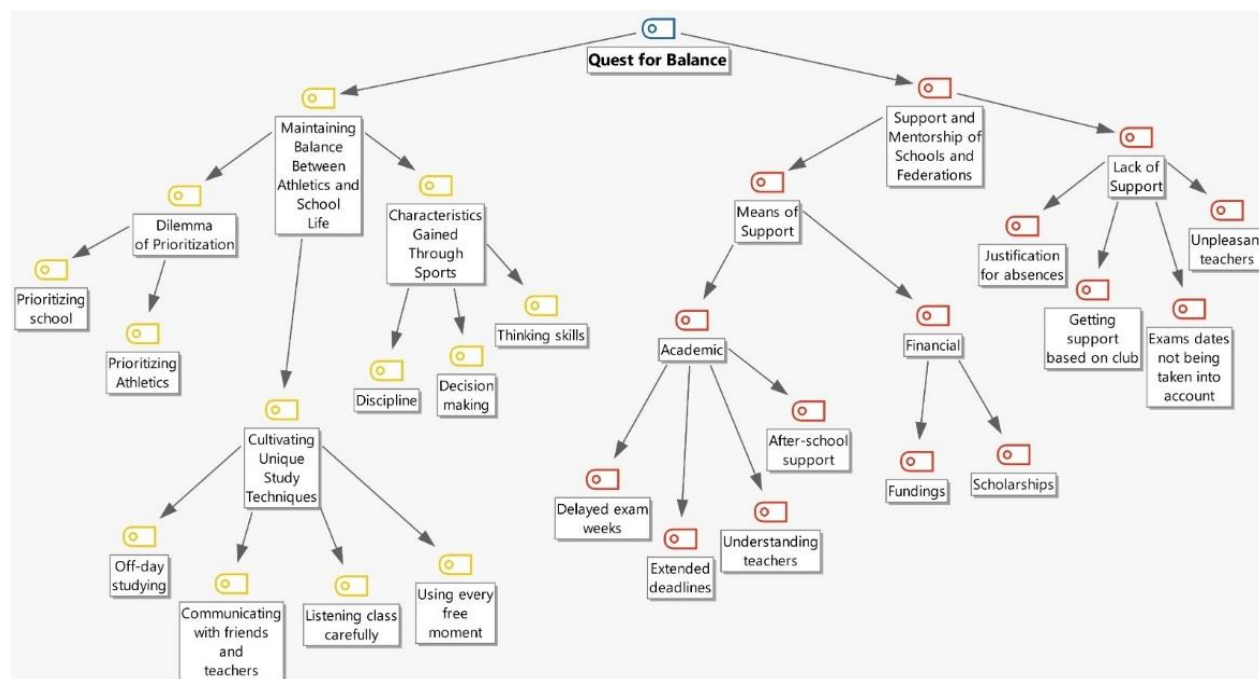 Quest for Balance
Maintaining
Balance
Between
Athletics and
School
Life
Support and
Mentorship of
Schools and
Federations
Dilemma
of Prioritization
Characteristics
Gained
Through
Sports
Means of
Support
Lack of
Support
Prioritizing
school
Prioritizing
Athletics
Discipline
Decision
making
Thinking skills
Academic
Financial
Justification
for absences
Getting
support
based on club
Exams dates
not being
taken into
account
Unpleasan
teachers
Cultivating
Unique
Study
Techniques
Delayed exam
weeks
Extended
deadlines
Understanding
teachers
After-school
support
Fundings
Scholarships
Off-day
studying
Communicating
with friends
and
teachers
Listening class
carefully
Using every
free
moment